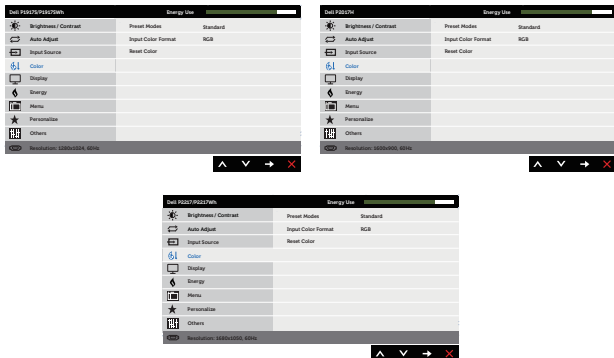 Dell P1917S/P1917SWh Energy Use
Brightness / Contrast Preset Modes Standard
Auto Adjust Input Color Format RGB
Input Source Reset Color
Color
Display
Energy
Menu
Personalize
Others
Resolution: 1280x1024, 60Hz
Dell P2017H Energy Use
Brightness / Contrast Preset Modes Standard
Auto Adjust Input Color Format RGB
Input Source Reset Color
Color
Display
Energy
Menu
Personalize
Others
Resolution: 1600x900, 60Hz
Dell P2217/P2217Wh Energy Use
Brightness / Contrast Preset Modes Standard
Auto Adjust Input Color Format RGB
Input Source Reset Color
Color
Display
Energy
Menu
Personalize
Others
Resolution: 1680x1050, 60Hz